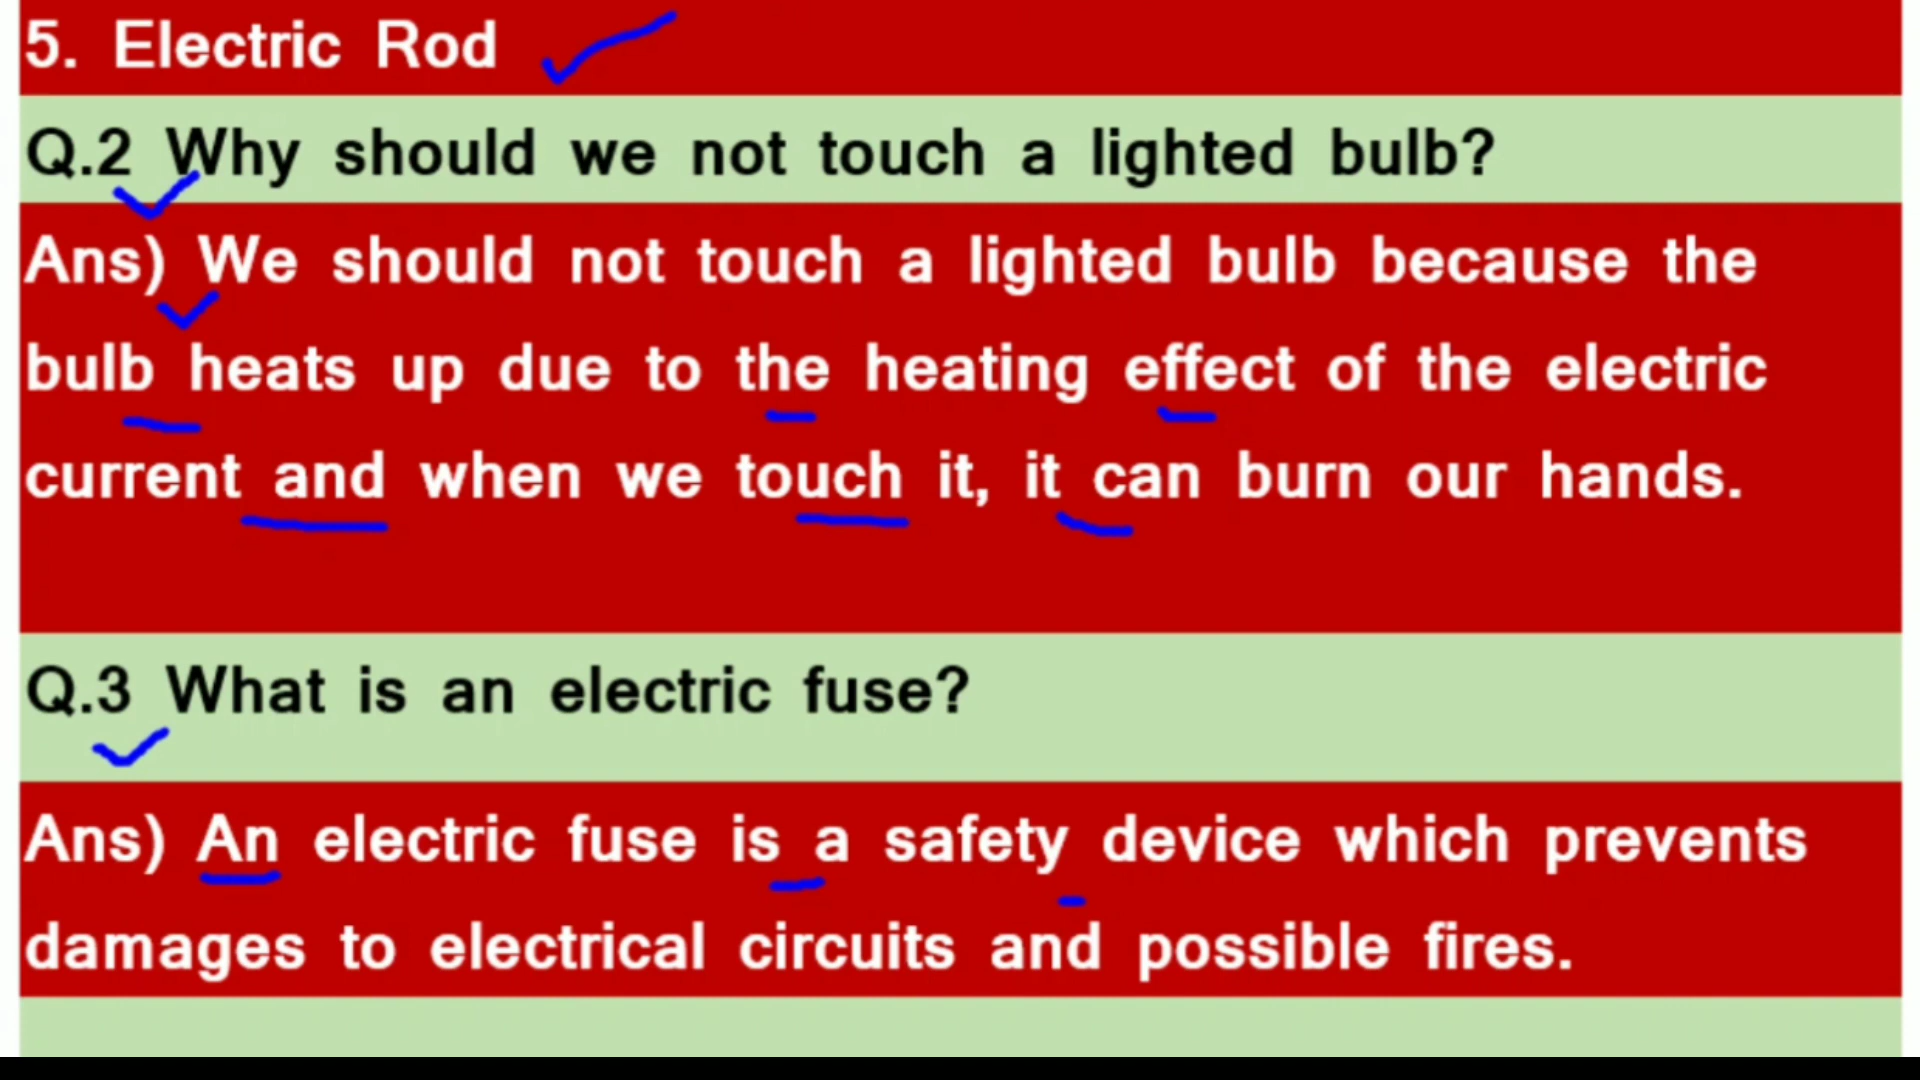 5. Electric Rod
Q.2 Why should we not touch a lighted bulb?
Ans) We should not touch a lighted bulb because the
bulb heats up due to the heating effect of the electric
current and when we touch it, it can burn our hands.
Q.3 What is an electric fuse?
Ans) An electric fuse is a safety device which prevents
damages to electrical circuits and possible fires.